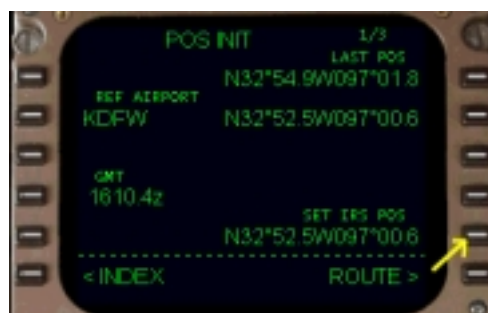 POS INIT 1/3
LAST POS
N32°54.9W097°01.8
REF AIRPORT
KDFW N32°52.5W097°00.6
GMT
1610.4z
SET IRS POS
N32°52.5W097°00.6
<INDEX ROUTE >